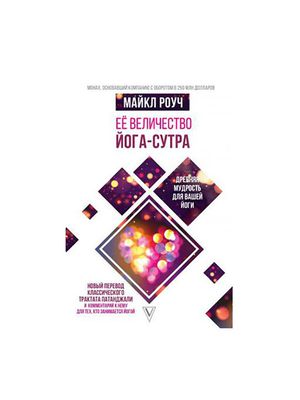 МОНАХ, ОСНОВАВШИЙ КОМПАНИЮ С ОБОРОТОМ В 250 МЛН ДОЛЛАРОВ
МАЙКЛ РОУЧ
ЕЁ ВЕЛИЧЕСТВО
ЙОГА-СУТРА
ДРЕВНЯЯ
МУДРОСТЬ
ДЛЯ ВАШЕЙ
ЙОГИ
НОВЫЙ ПЕРЕВОД
КЛАССИЧЕСКОГО
ТРАКТАТА ПАТАНДЖАЛИ
И КОММЕНТАРИЙ К НЕМУ
ДЛЯ ТЕХ, КТО ЗАНИМАЕТСЯ ЙОГОЙ